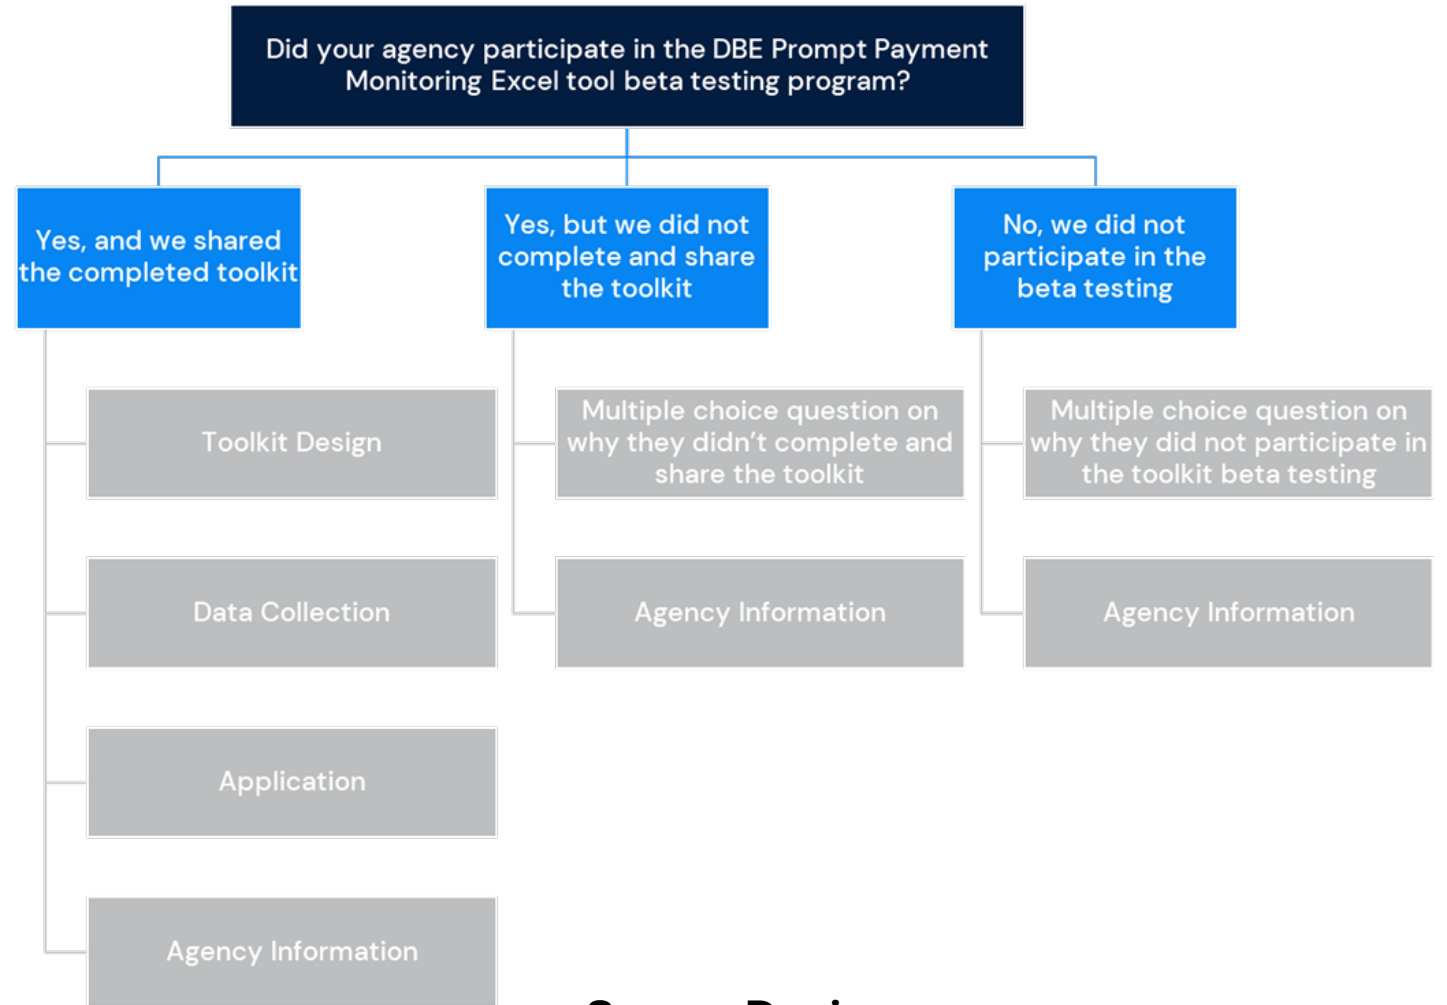 Did your agency participate in the DBE Prompt Payment
Monitoring Excel tool beta testing program?
Yes, and we shared
the completed toolkit
Yes, but we did not
complete and share
the toolkit
No, we did not
participate in the
beta testing
Toolkit Design
Multiple choice question on
why they didn’t complete and
share the toolkit
Multiple choice question on
why they did not participate in
the toolkit beta testing
Data Collection
Agency Information
Agency Information
Application
Agency Information